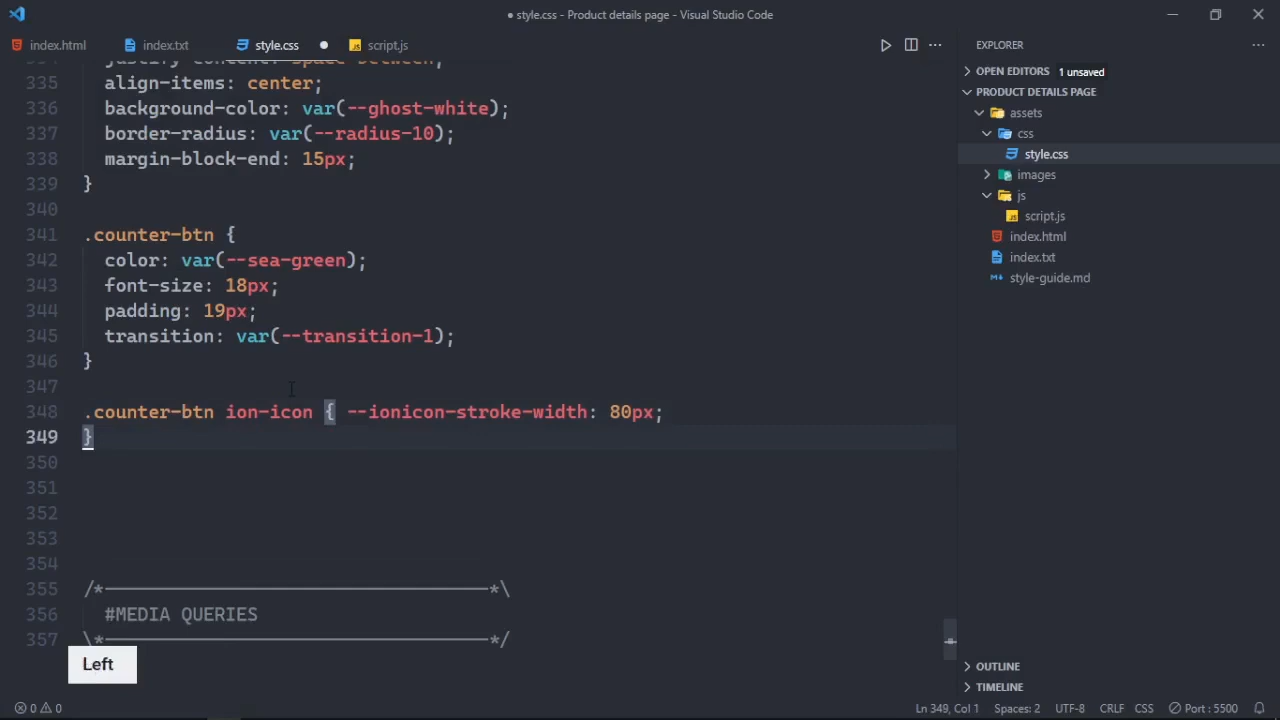 ● style.css - Product details page - Visual Studio Code
index.html index.txt style.css ● script.js
EXPLORER
OPEN EDITORS 1 unsaved
PRODUCT DETAILS PAGE
assets
css
style.css
images
js
script.js
index.html
index.txt
style-guide.md
334 justify-content: space-between;
335 align-items: center;
336 background-color: var(--ghost-white);
337 border-radius: var(--radius-10);
338 margin-block-end: 15px;
339 }
340
341 .counter-btn {
342 color: var(--sea-green);
343 font-size: 18px;
344 padding: 19px;
345 transition: var(--transition-1);
346 }
347
348 .counter-btn ion-icon { --ionicon-stroke-width: 80px;
349 }
350
351
352
353
354
355 /*-----------------------------------*\
356 #MEDIA QUERIES
357 \*-----------------------------------*/
Left
OUTLINE
TIMELINE
0 0 Ln 349, Col 1 Spaces: 2 UTF-8 CRLF CSS Port : 5500